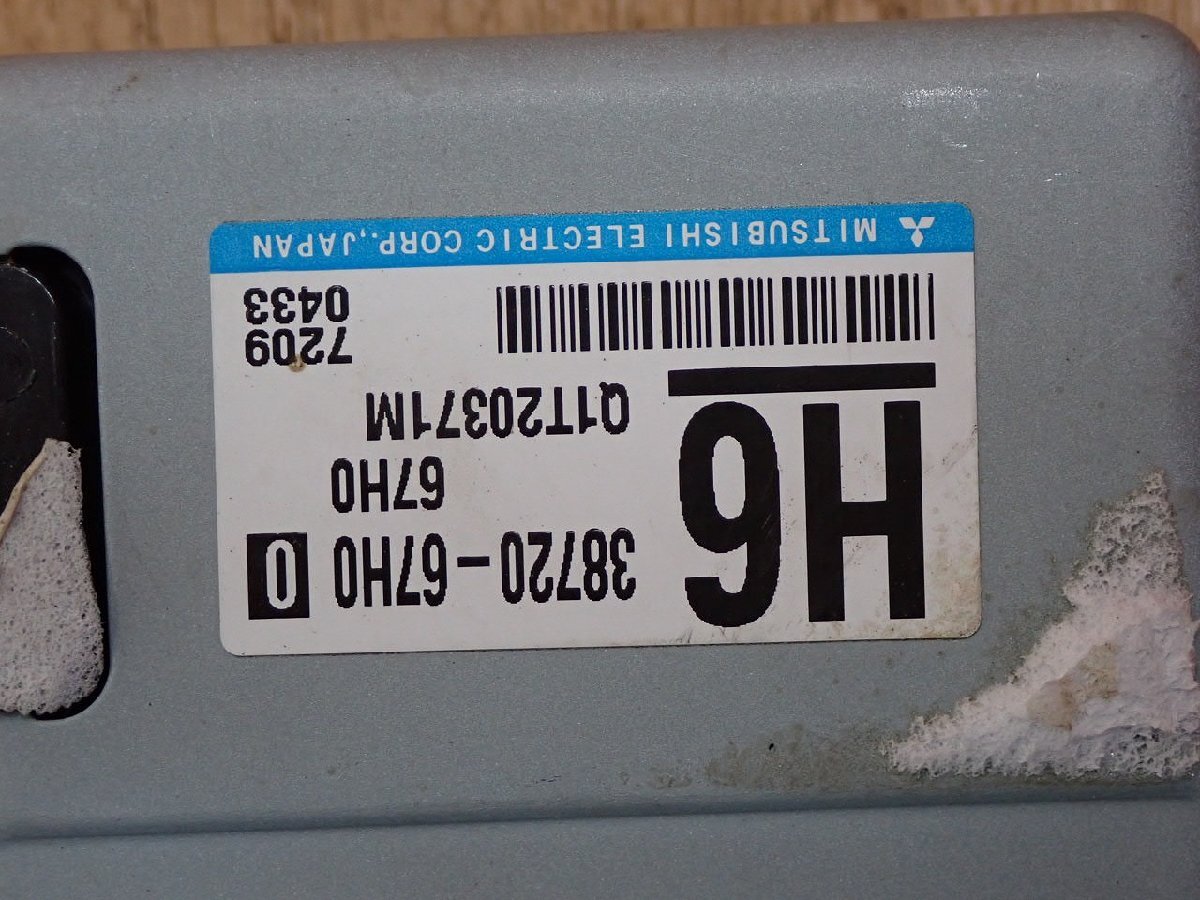 H6
38720-67H0 0
67H0
Q1T20371M
7209
0433
MITSUBISHI ELECTRIC CORP.,JAPAN